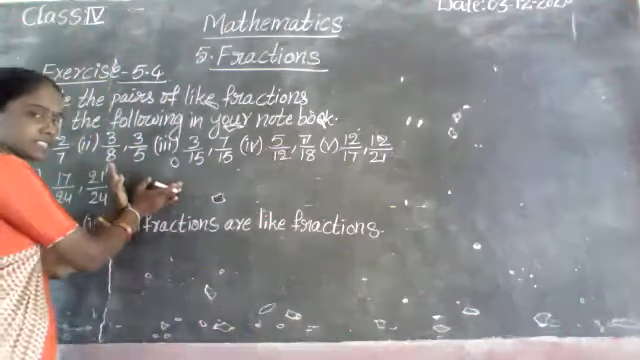 Class: IV
Mathematics
Date: 03-12-202
5. Fractions
Exercise - 5.4
the pairs of like fractions
the following in your note book.
2/7 (ii) 3/8, 3/5 (iii) 3/15, 7/15 (iv) 5/12, 7/18 (v) 12/17, 12/21
17/24, 21/24
fractions are like fractions.